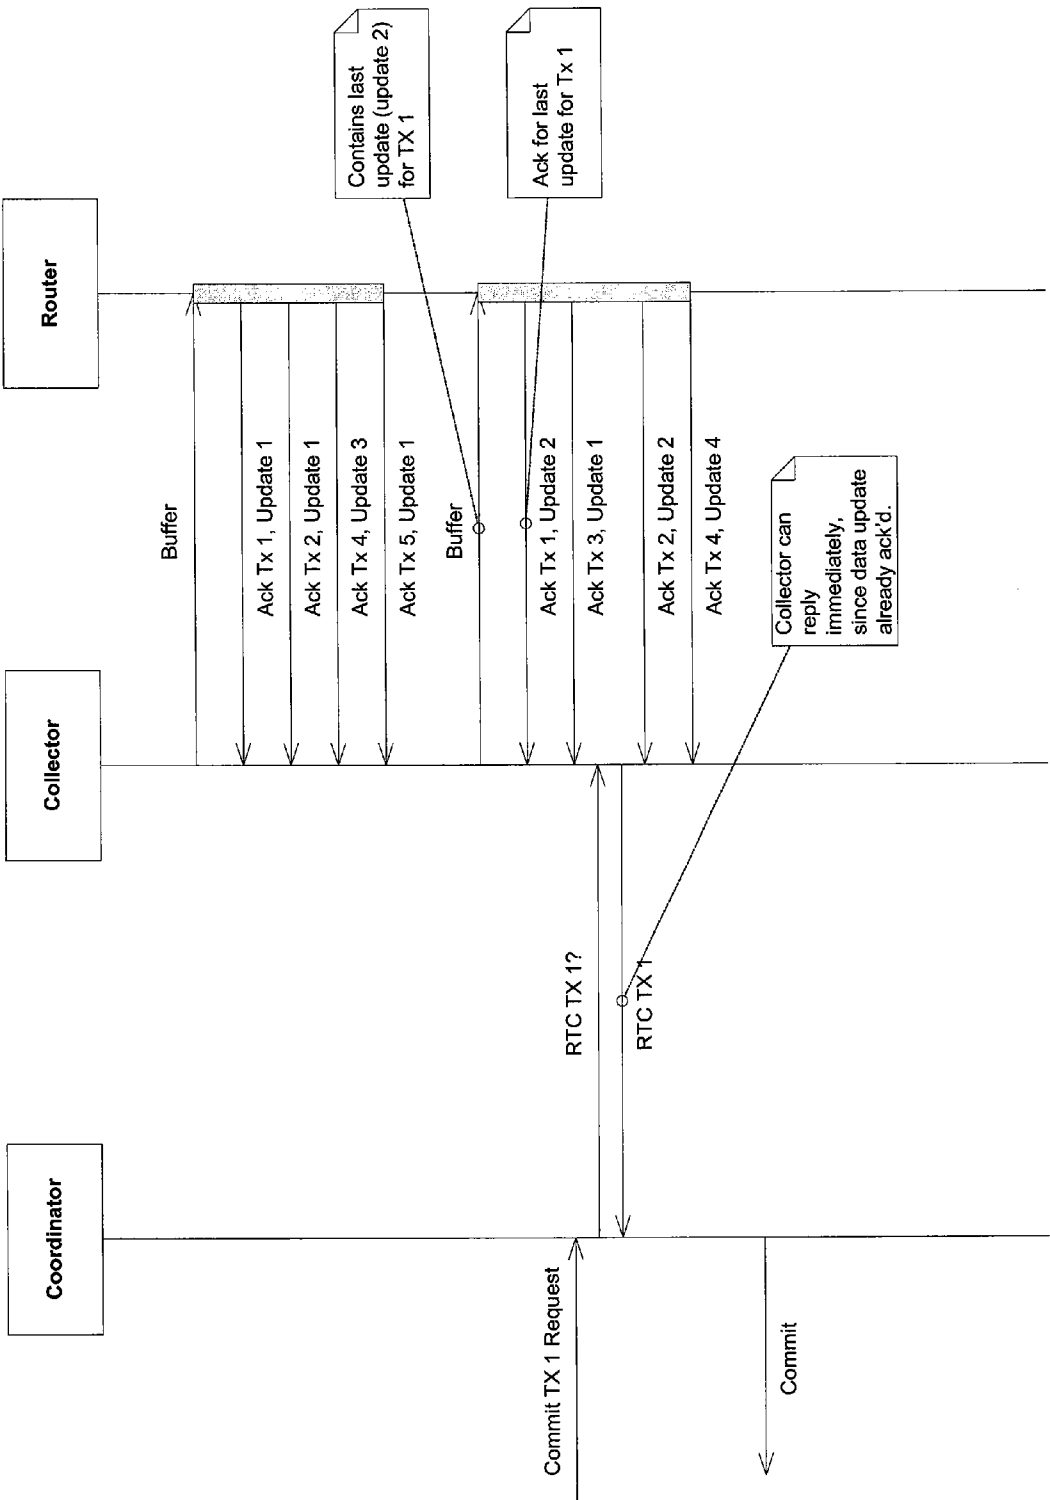 Coordinator
Collector
Router
Buffer
Ack Tx 1, Update 1
Ack Tx 2, Update 1
Ack Tx 4, Update 3
Ack Tx 5, Update 1
Contains last
update (update 2)
for TX 1
Buffer
Ack for last
update for Tx 1
Ack Tx 1, Update 2
Ack Tx 3, Update 1
Commit TX 1 Request
RTC TX 1?
RTC TX 1
Ack Tx 2, Update 2
Ack Tx 4, Update 4
Collector can
reply
immediately,
since data update
already ack'd.
Commit